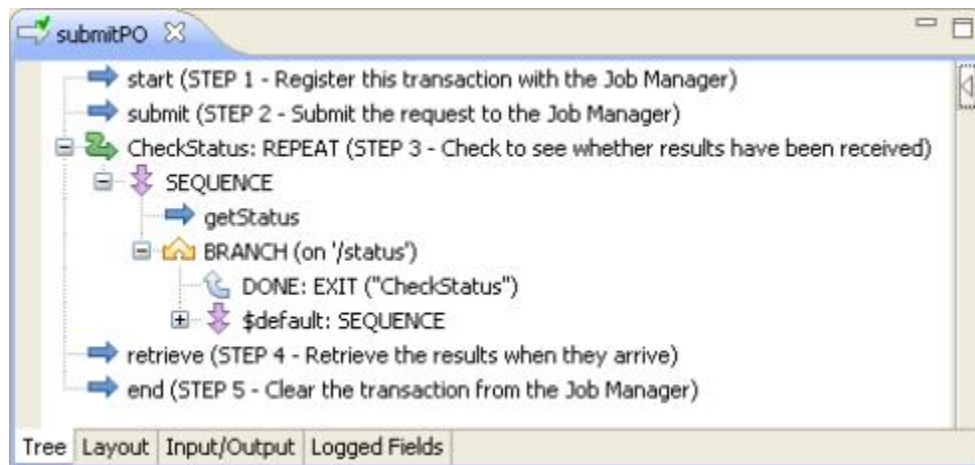 submitPO
start (STEP 1 - Register this transaction with the Job Manager)
submit (STEP 2 - Submit the request to the Job Manager)
CheckStatus: REPEAT (STEP 3 - Check to see whether results have been received)
SEQUENCE
getStatus
BRANCH (on '/status')
DONE: EXIT ("CheckStatus")
$default: SEQUENCE
retrieve (STEP 4 - Retrieve the results when they arrive)
end (STEP 5 - Clear the transaction from the Job Manager)
Tree Layout Input/Output Logged Fields